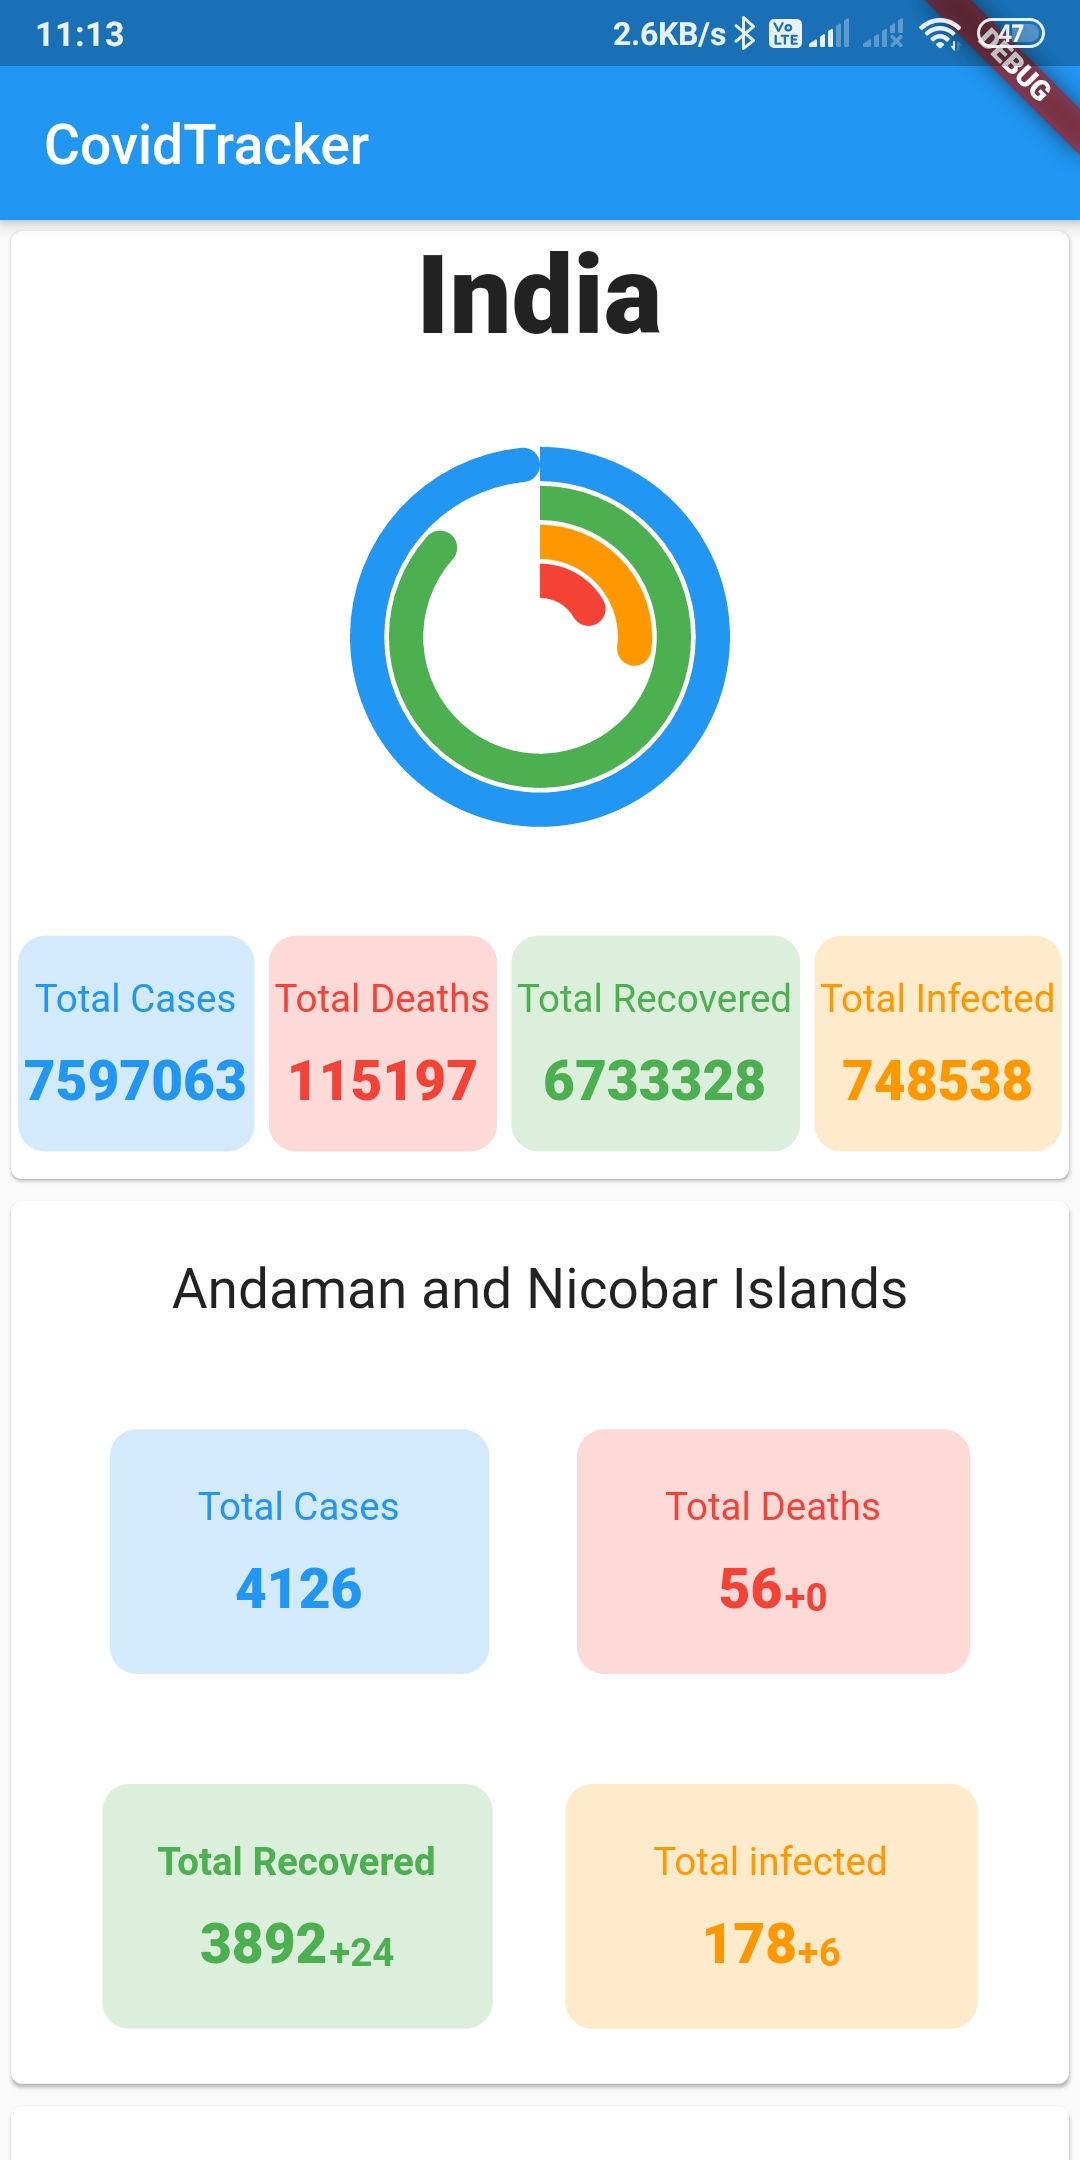 11:13 2.6KB/s Vo LTE 47
DEBUG
CovidTracker
India
Total Cases Total Deaths Total Recovered Total Infected
7597063 115197 6733328 748538
Andaman and Nicobar Islands
Total Cases Total Deaths
4126 56+0
Total Recovered Total infected
3892+24 178+6